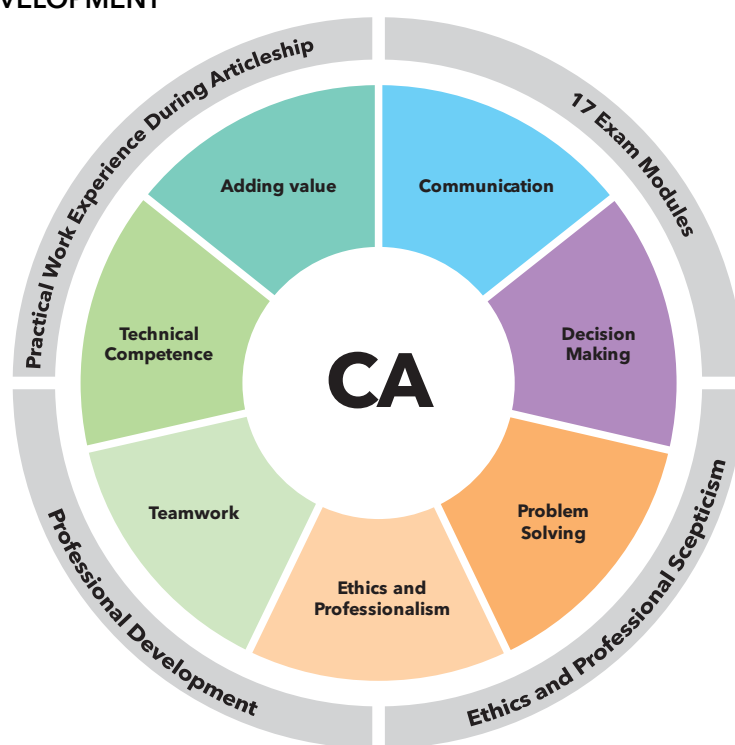 VELOPMENT
Practical Work Experience During Articleship
17 Exam Modules
Adding value
Communication
Technical
Competence
Decision
Making
CA
Teamwork
Problem
Solving
Ethics and
Professionalism
Professional Development
Ethics and Professional Scepticism